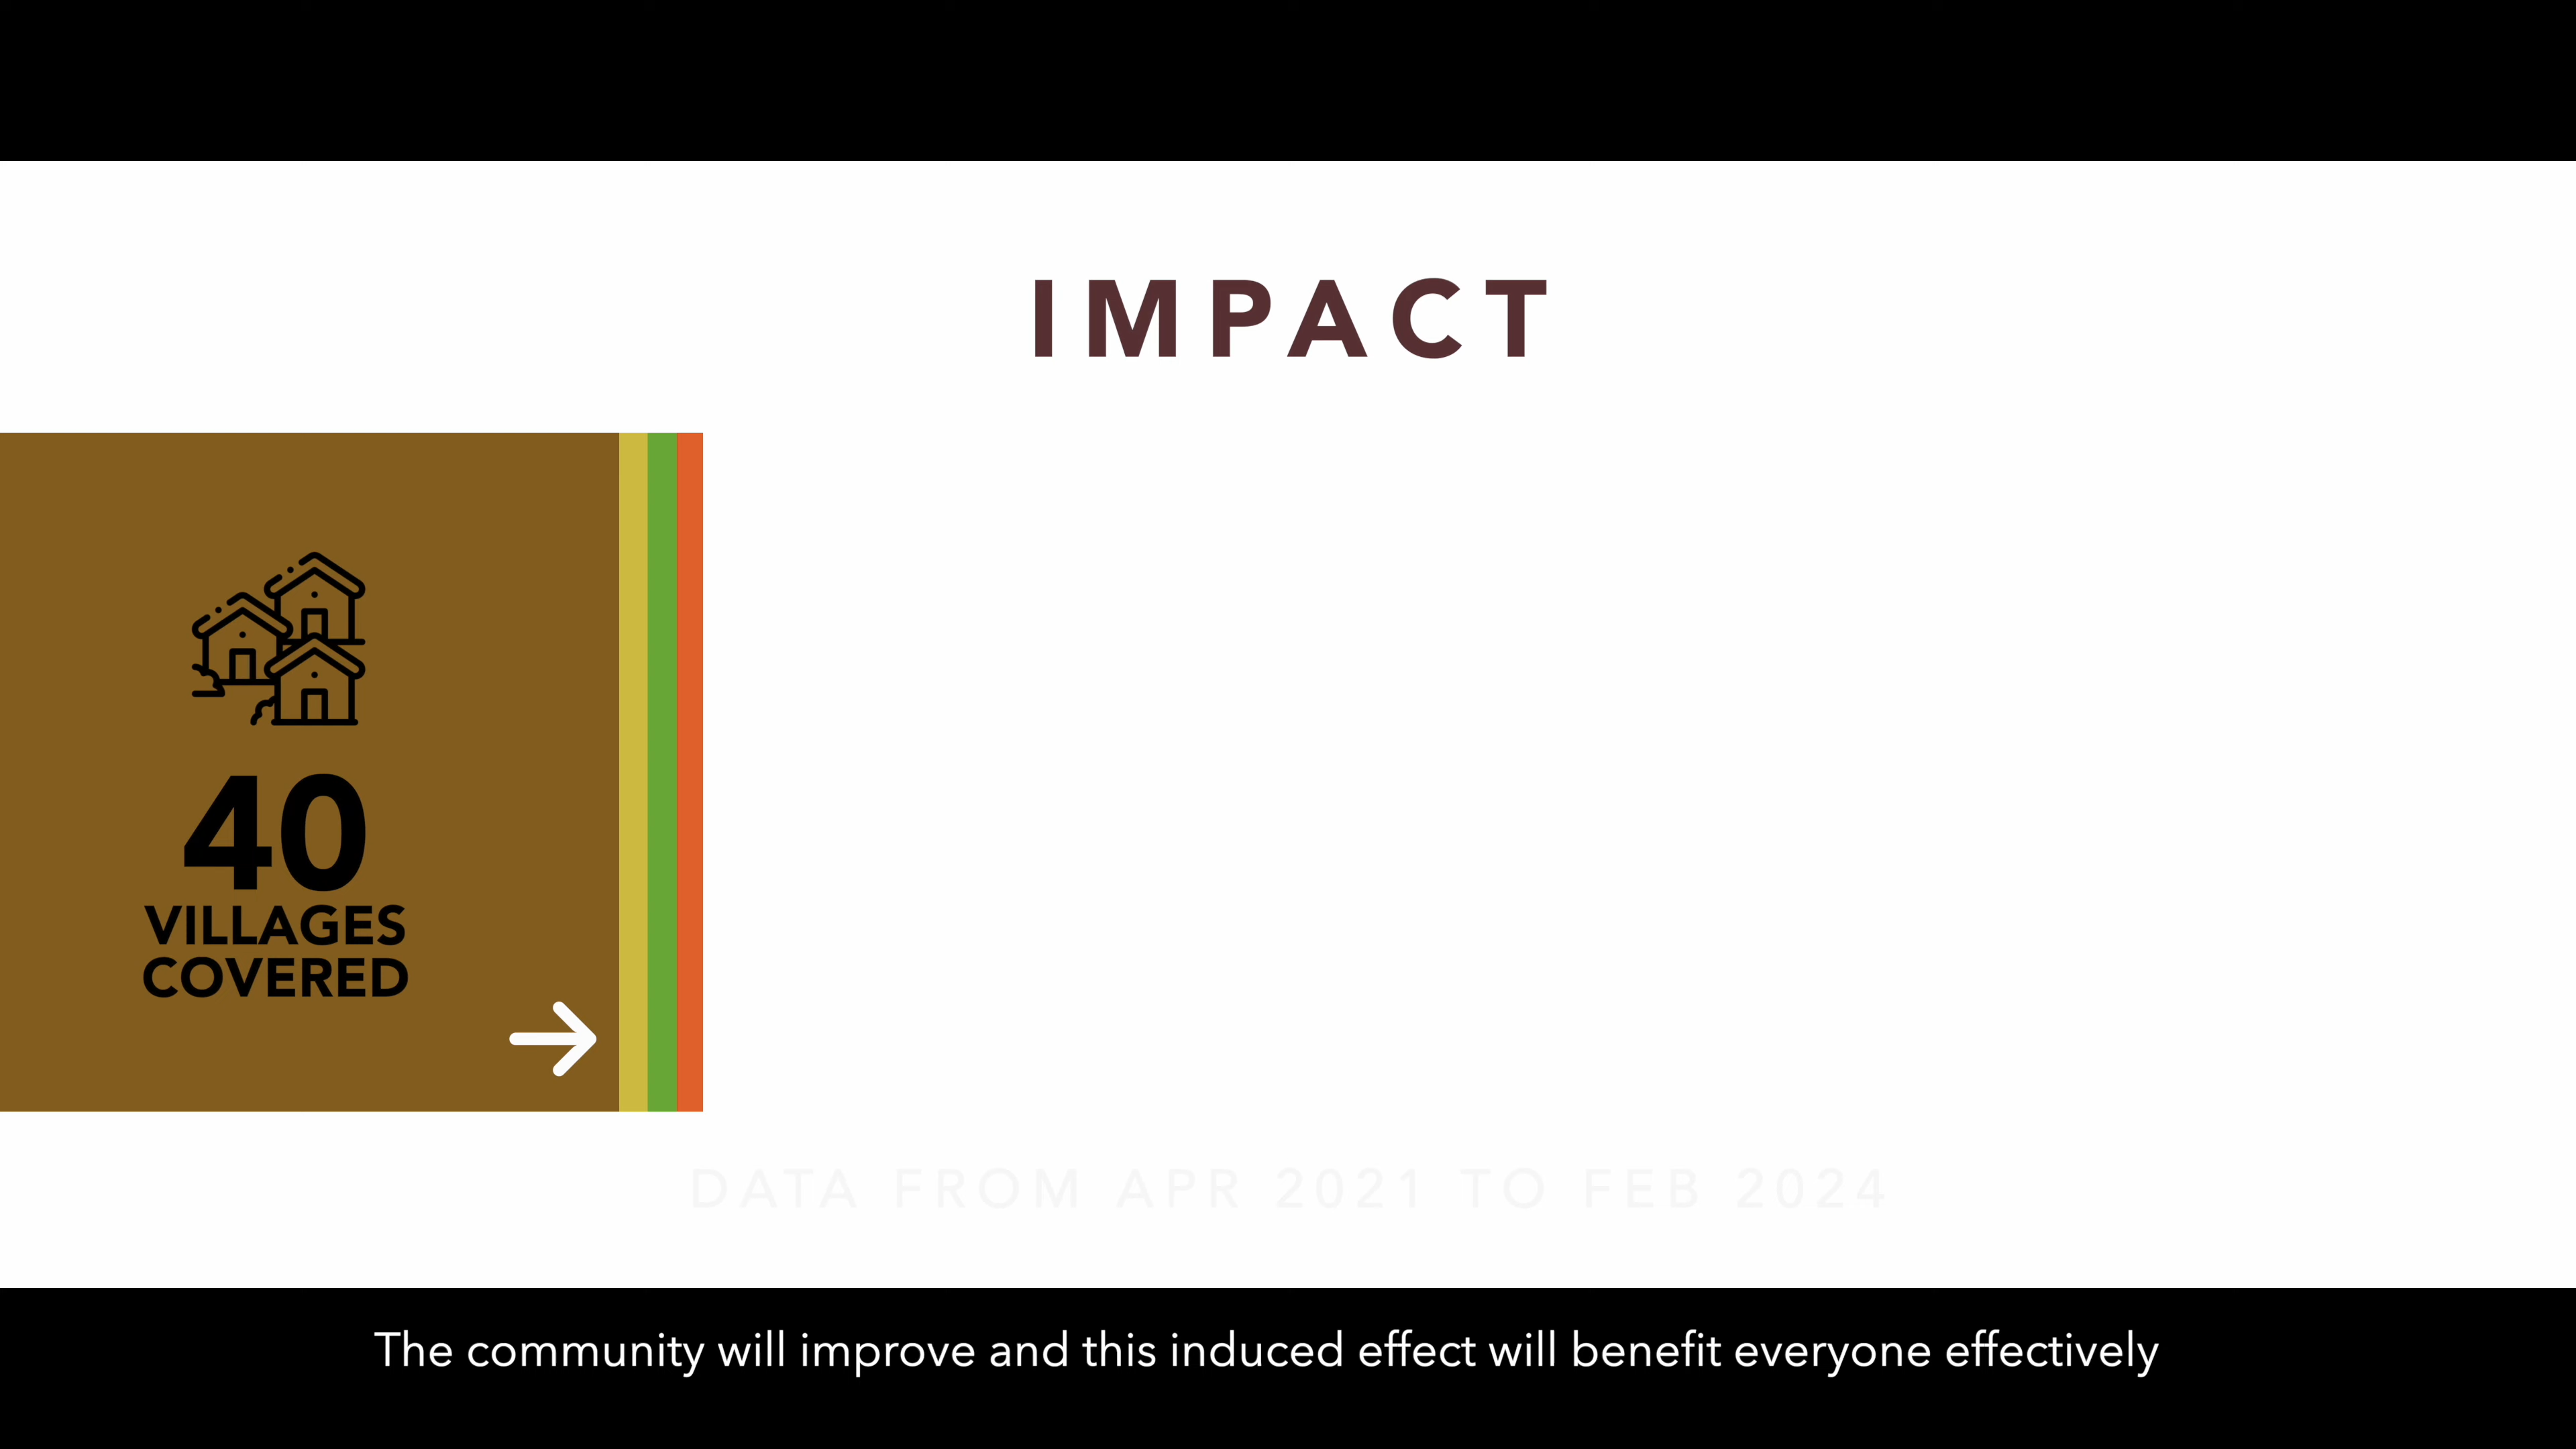 IMPACT
40
VILLAGES
COVERED
DATA FROM APR 2021 TO FEB 2024
The community will improve and this induced effect will benefit everyone effectively